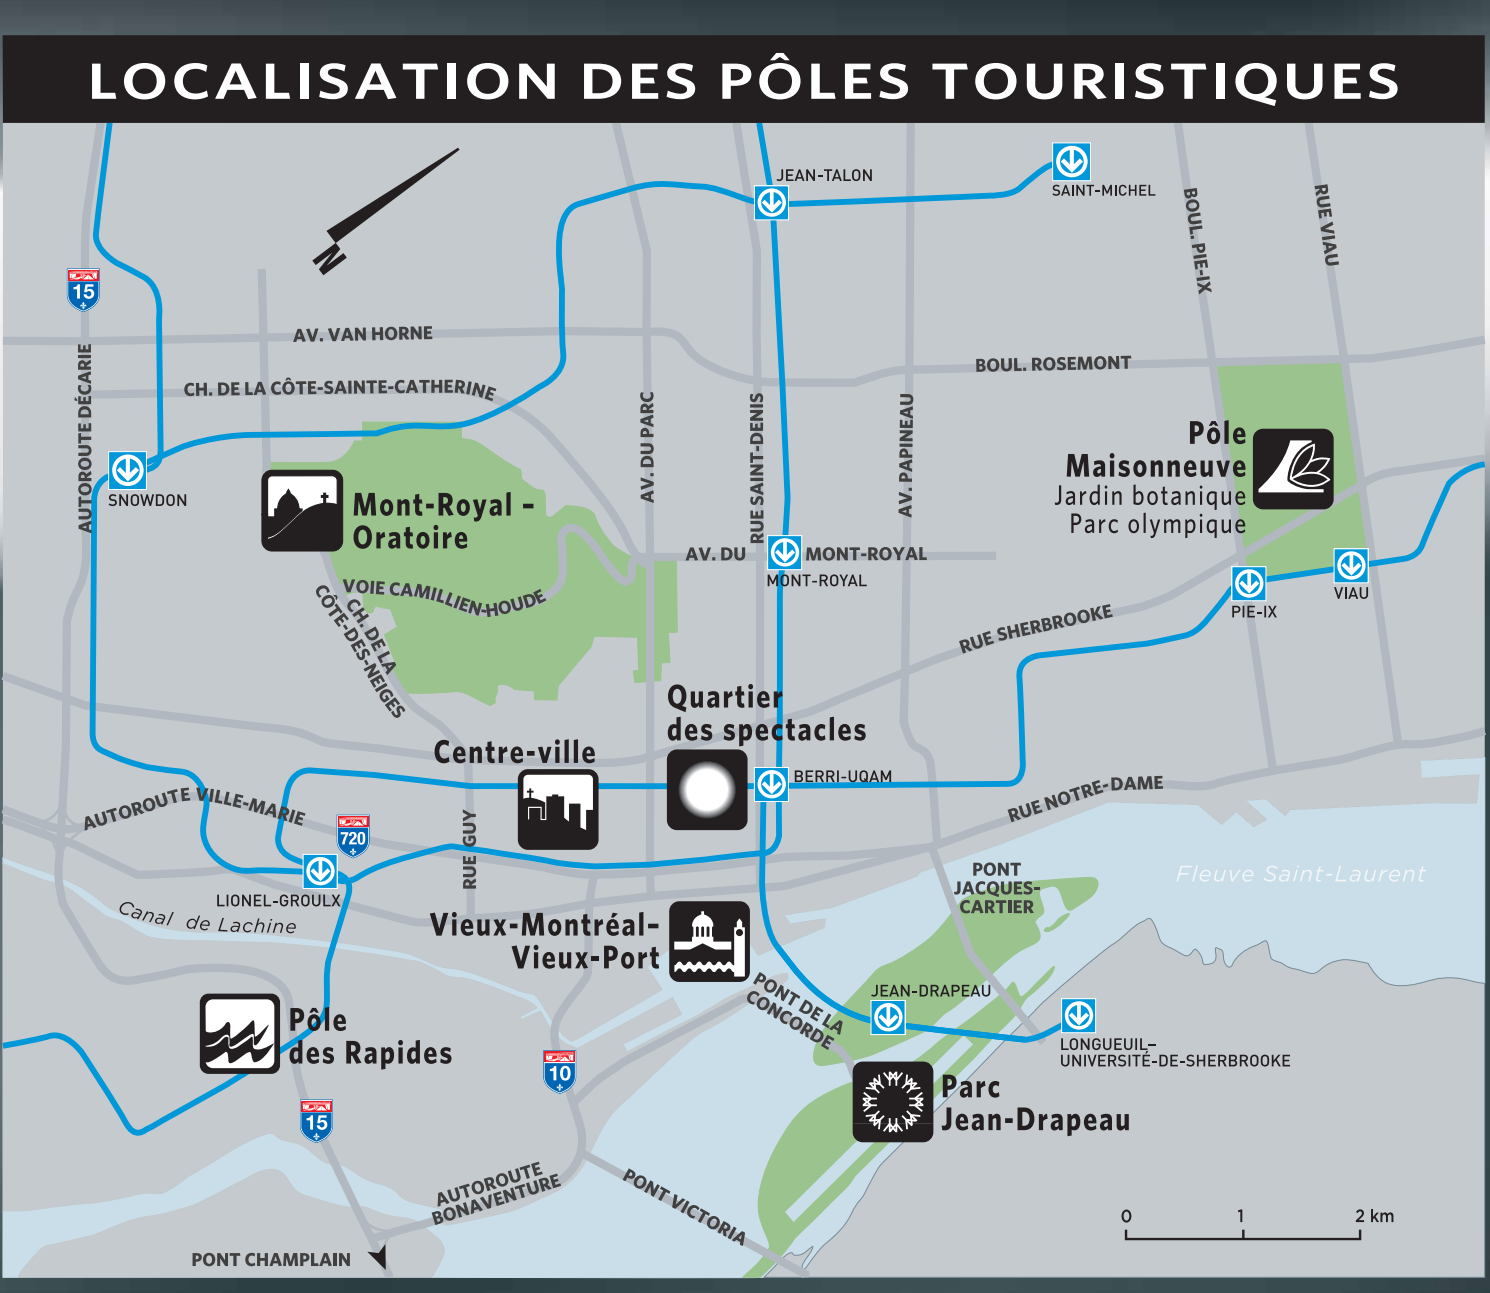 LOCALISATION DES PÔLES TOURISTIQUES
JEAN-TALON
SAINT-MICHEL
BOUL. PIE-IX
RUE VIAU
N
15
AV. VAN HORNE
BOUL. ROSEMONT
CH. DE LA CÔTE-SAINTE-CATHERINE
AUTOROUTE DÉCARIE
AV. DU PARC
RUE SAINT-DENIS
AV. PAPINEAU
SNOWDON
Mont-Royal –
Oratoire
Pôle
Maisonneuve
Jardin botanique
Parc olympique
AV. DU MONT-ROYAL
MONT-ROYAL
VOIE CAMILLIEN-HOUDE
CH. DE LA
CÔTE-DES-NEIGES
PIE-IX
VIAU
RUE SHERBROOKE
Quartier
des spectacles
Centre-ville
BERRI-UQAM
RUE NOTRE-DAME
AUTOROUTE VILLE-MARIE
720
RUE GUY
LIONEL-GROULX
Canal de Lachine
PONT
JACQUES-
CARTIER
Fleuve Saint-Laurent
Vieux-Montréal–
Vieux-Port
PONT DE LA
CONCORDE
JEAN-DRAPEAU
LONGUEUIL–
UNIVERSITÉ-DE-SHERBROOKE
Pôle
des Rapides
10
15
Parc
Jean-Drapeau
AUTOROUTE
BONAVENTURE
PONT VICTORIA
PONT CHAMPLAIN
0 1 2 km